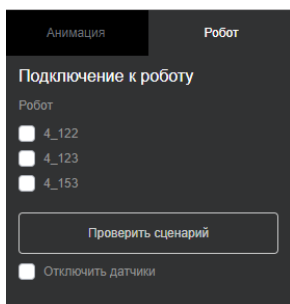 Анимация
Робот
Подключение к роботу
Робот
4_122
4_123
4_153
Проверить сценарий
Отключить датчики